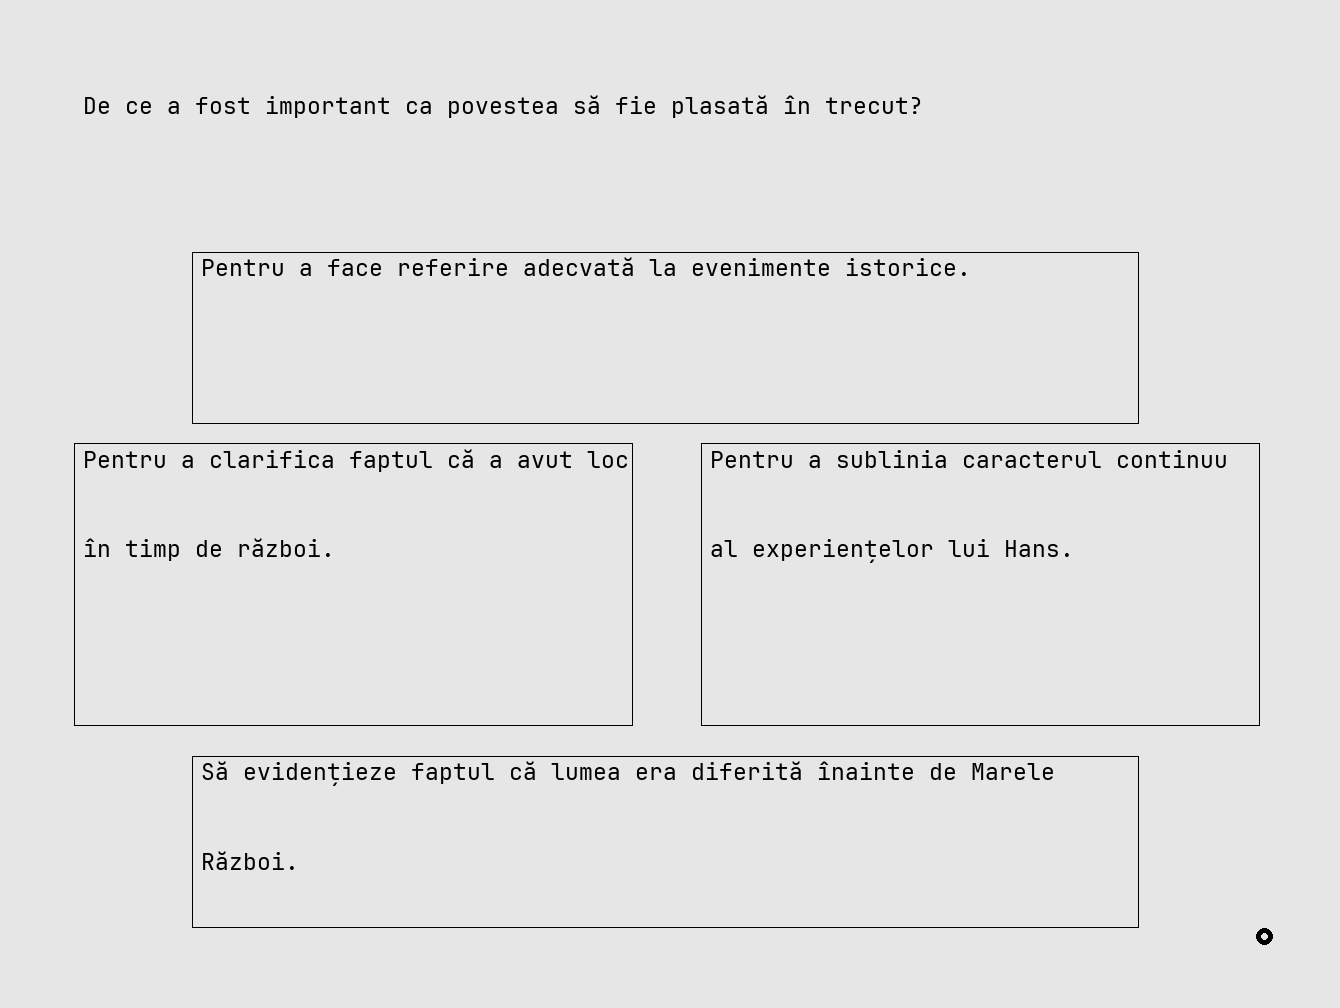 De ce a fost important ca povestea să fie plasată în trecut?
Pentru a face referire adecvată la evenimente istorice.
Pentru a clarifica faptul că a avut loc
în timp de război.
Pentru a sublinia caracterul continuu
al experiențelor lui Hans.
Să evidențieze faptul că lumea era diferită înainte de Marele
Război.